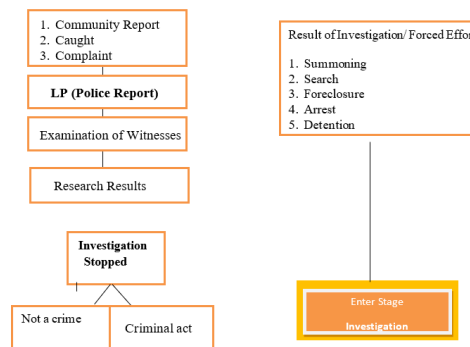 1. Community Report
2. Caught
3. Complaint
LP (Police Report)
Examination of Witnesses
Research Results
Investigation
Stopped
Not a crime
Criminal act
Result of Investigation/ Forced Effor
1. Summoning
2. Search
3. Foreclosure
4. Arrest
5. Detention
Enter Stage
Investigation